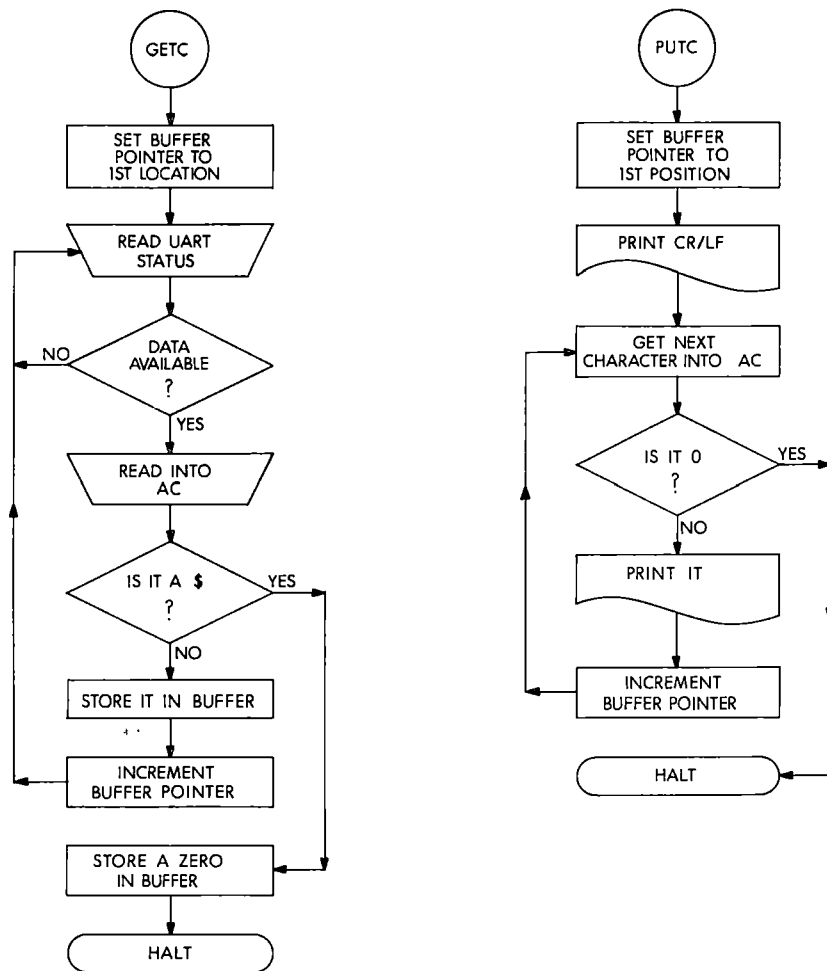 GETC
SET BUFFER
POINTER TO
1ST LOCATION
READ UART
STATUS
NO
DATA
AVAILABLE
?
YES
READ INTO
AC
IS IT A $
?
YES
NO
STORE IT IN BUFFER
INCREMENT
BUFFER POINTER
STORE A ZERO
IN BUFFER
HALT
PUTC
SET BUFFER
POINTER TO
1ST POSITION
PRINT CR/LF
GET NEXT
CHARACTER INTO AC
IS IT 0
?
YES
NO
PRINT IT
INCREMENT
BUFFER POINTER
HALT